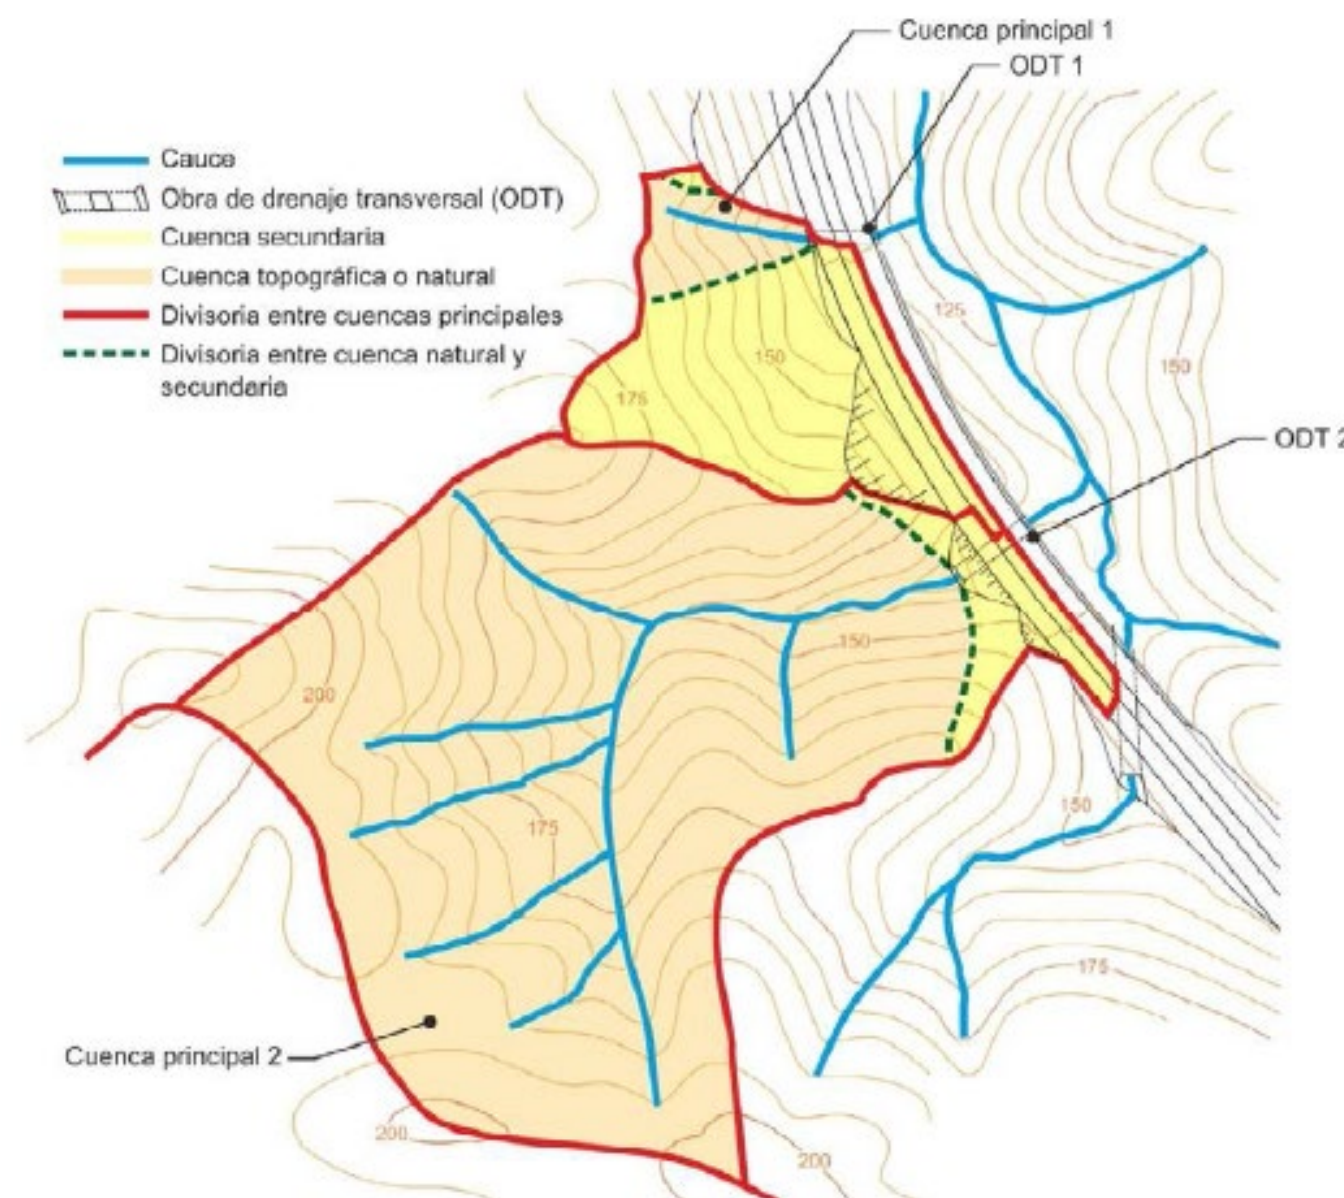 Cuenca principal 1
ODT 1
Cauce
Obra de drenaje transversal (ODT)
Cuenca secundaria
Cuenca topográfica o natural
Divisoria entre cuencas principales
Divisoria entre cuenca natural y
secundaria
125
150
150
175
ODT 2
150
200
150
175
175
Cuenca principal 2
200
200